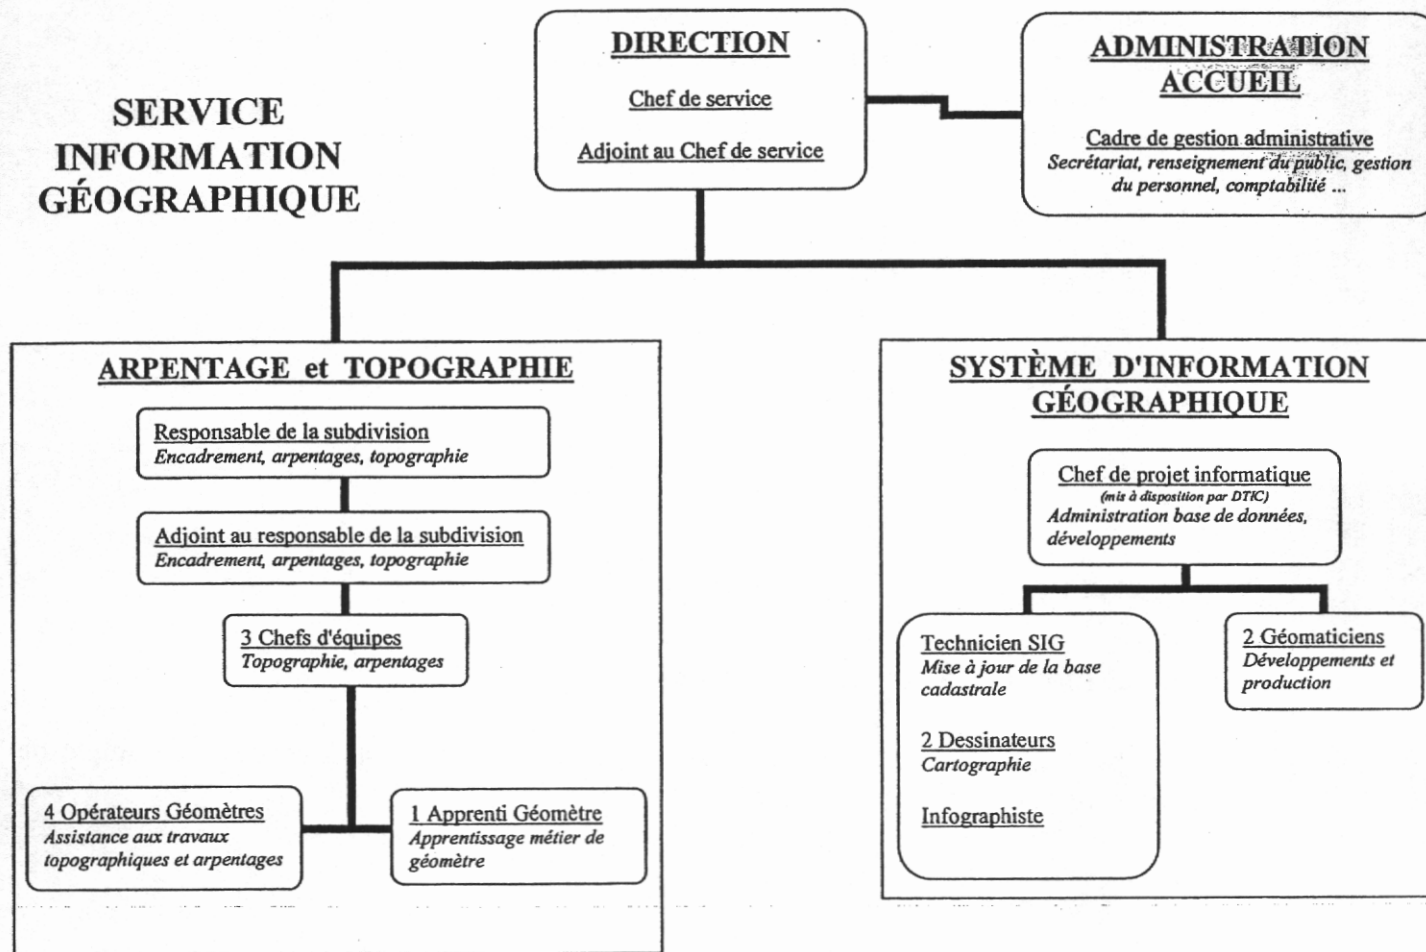 SERVICE
INFORMATION
GÉOGRAPHIQUE
DIRECTION
Chef de service
Adjoint au Chef de service
ADMINISTRATION
ACCUEIL
Cadre de gestion administrative
Secrétariat, renseignement du public, gestion
du personnel, comptabilité ...
ARPENTAGE et TOPOGRAPHIE
Responsable de la subdivision
Encadrement, arpentages, topographie
Adjoint au responsable de la subdivision
Encadrement, arpentages, topographie
3 Chefs d'équipes
Topographie, arpentages
4 Opérateurs Géomètres
Assistance aux travaux
topographiques et arpentages
1 Apprenti Géomètre
Apprentissage métier de
géomètre
SYSTÈME D'INFORMATION
GÉOGRAPHIQUE
Chef de projet informatique
(mis à disposition par DTIC)
Administration base de données,
développements
Technicien SIG
Mise à jour de la base
cadastrale
2 Dessinateurs
Cartographie
Infographiste
2 Géomaticiens
Développements et
production